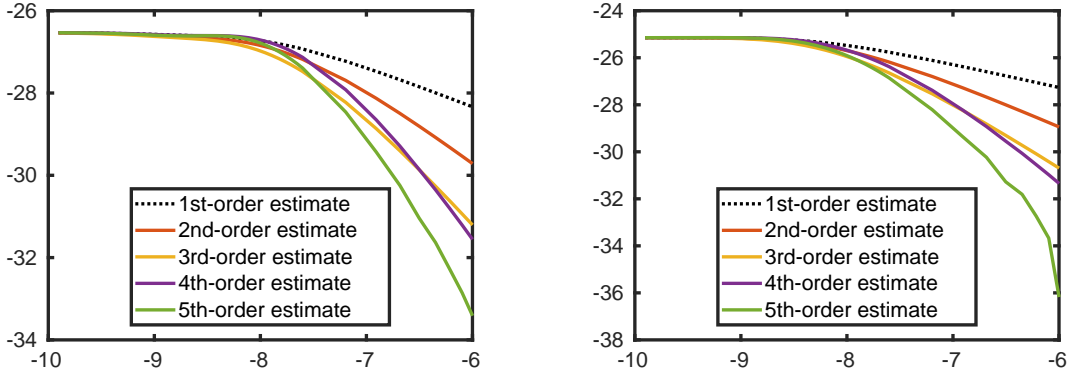 -26
-28
-30
-32
-34
-10
-9
-8
-7
-6
1st-order estimate
2nd-order estimate
3rd-order estimate
4th-order estimate
5th-order estimate
-24
-26
-28
-30
-32
-34
-36
-38
-10
-9
-8
-7
-6
1st-order estimate
2nd-order estimate
3rd-order estimate
4th-order estimate
5th-order estimate